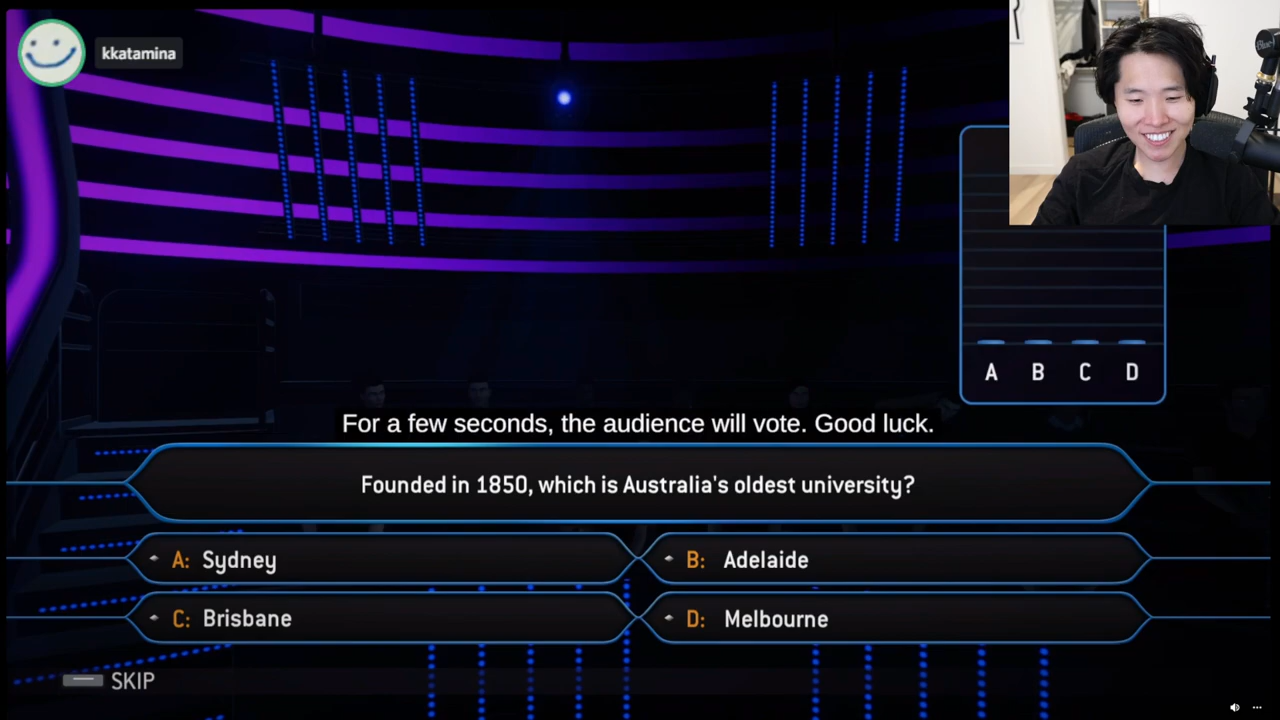 kkatamina
A B C D
For a few seconds, the audience will vote. Good luck.
Founded in 1850, which is Australia's oldest university?
A: Sydney
B: Adelaide
C: Brisbane
D: Melbourne
SKIP